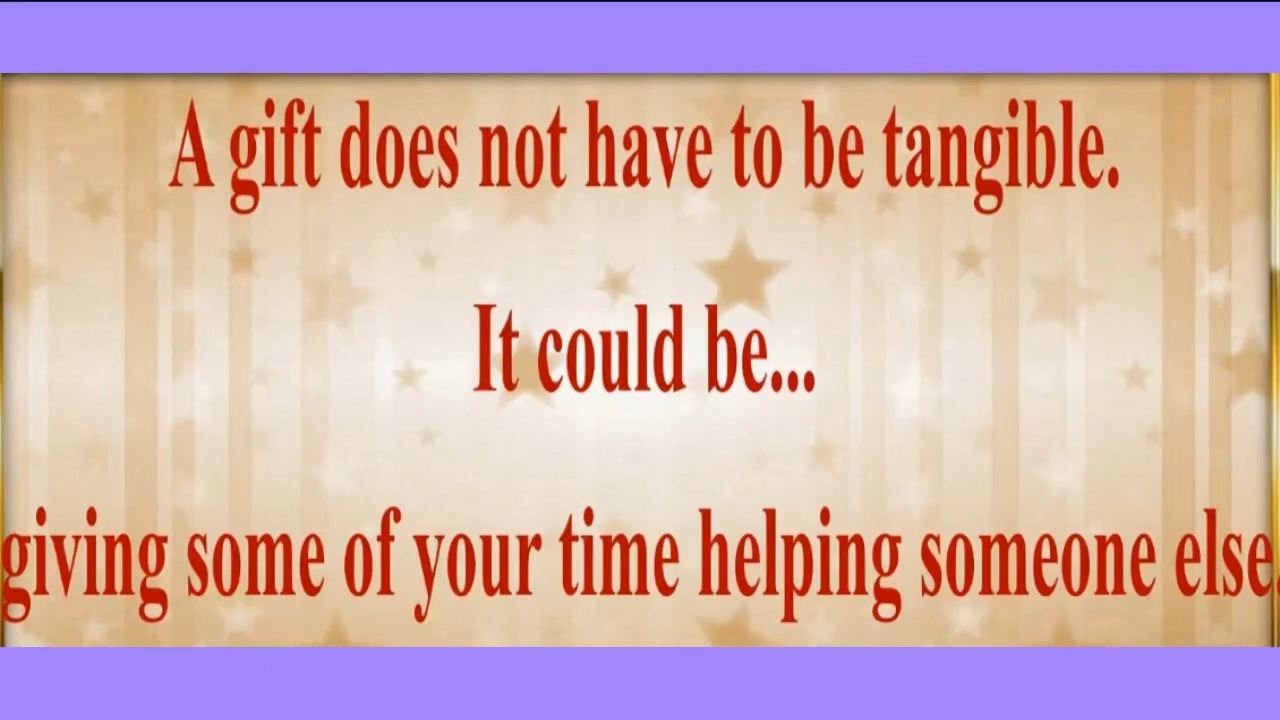 A gift does not have to be tangible.
It could be...
giving some of your time helping someone else.